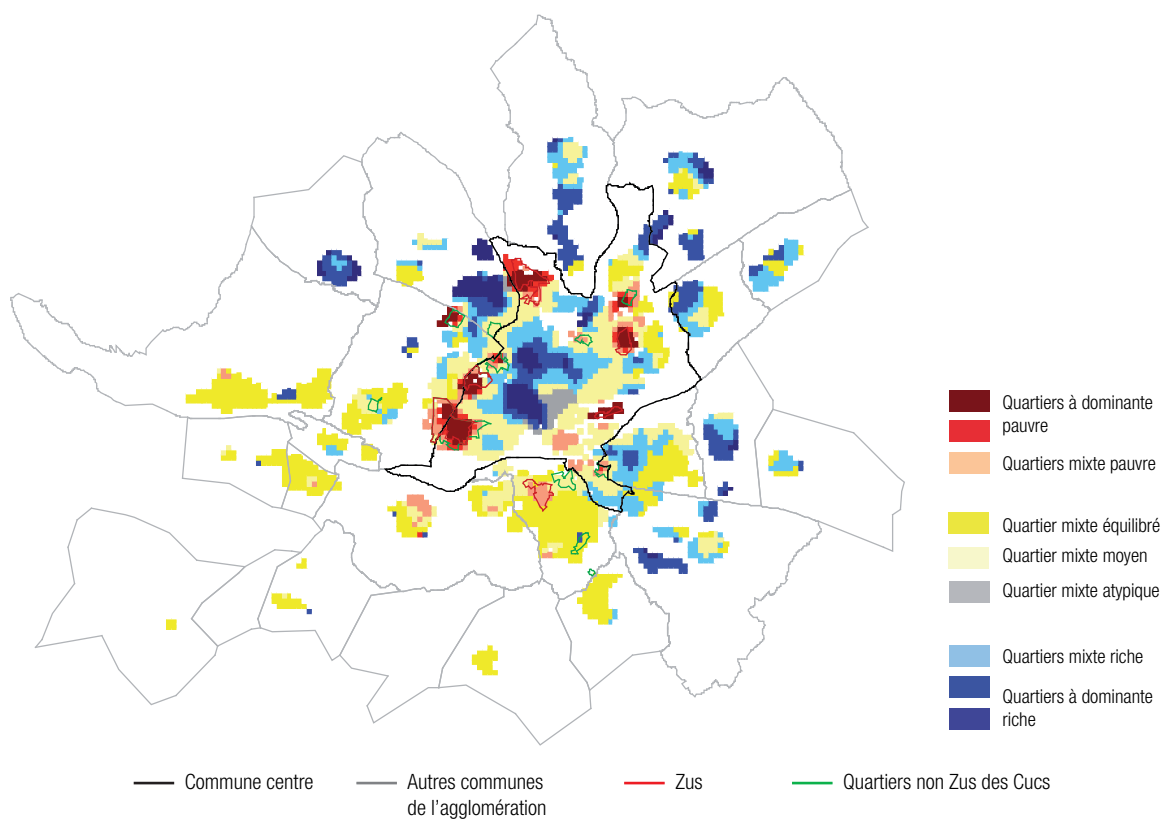 Quartiers à dominante
pauvre
Quartiers mixte pauvre
Quartier mixte équilibré
Quartier mixte moyen
Quartier mixte atypique
Quartiers mixte riche
Quartiers à dominante
riche
Commune centre
Autres communes
de l’agglomération
Zus
Quartiers non Zus des Cucs